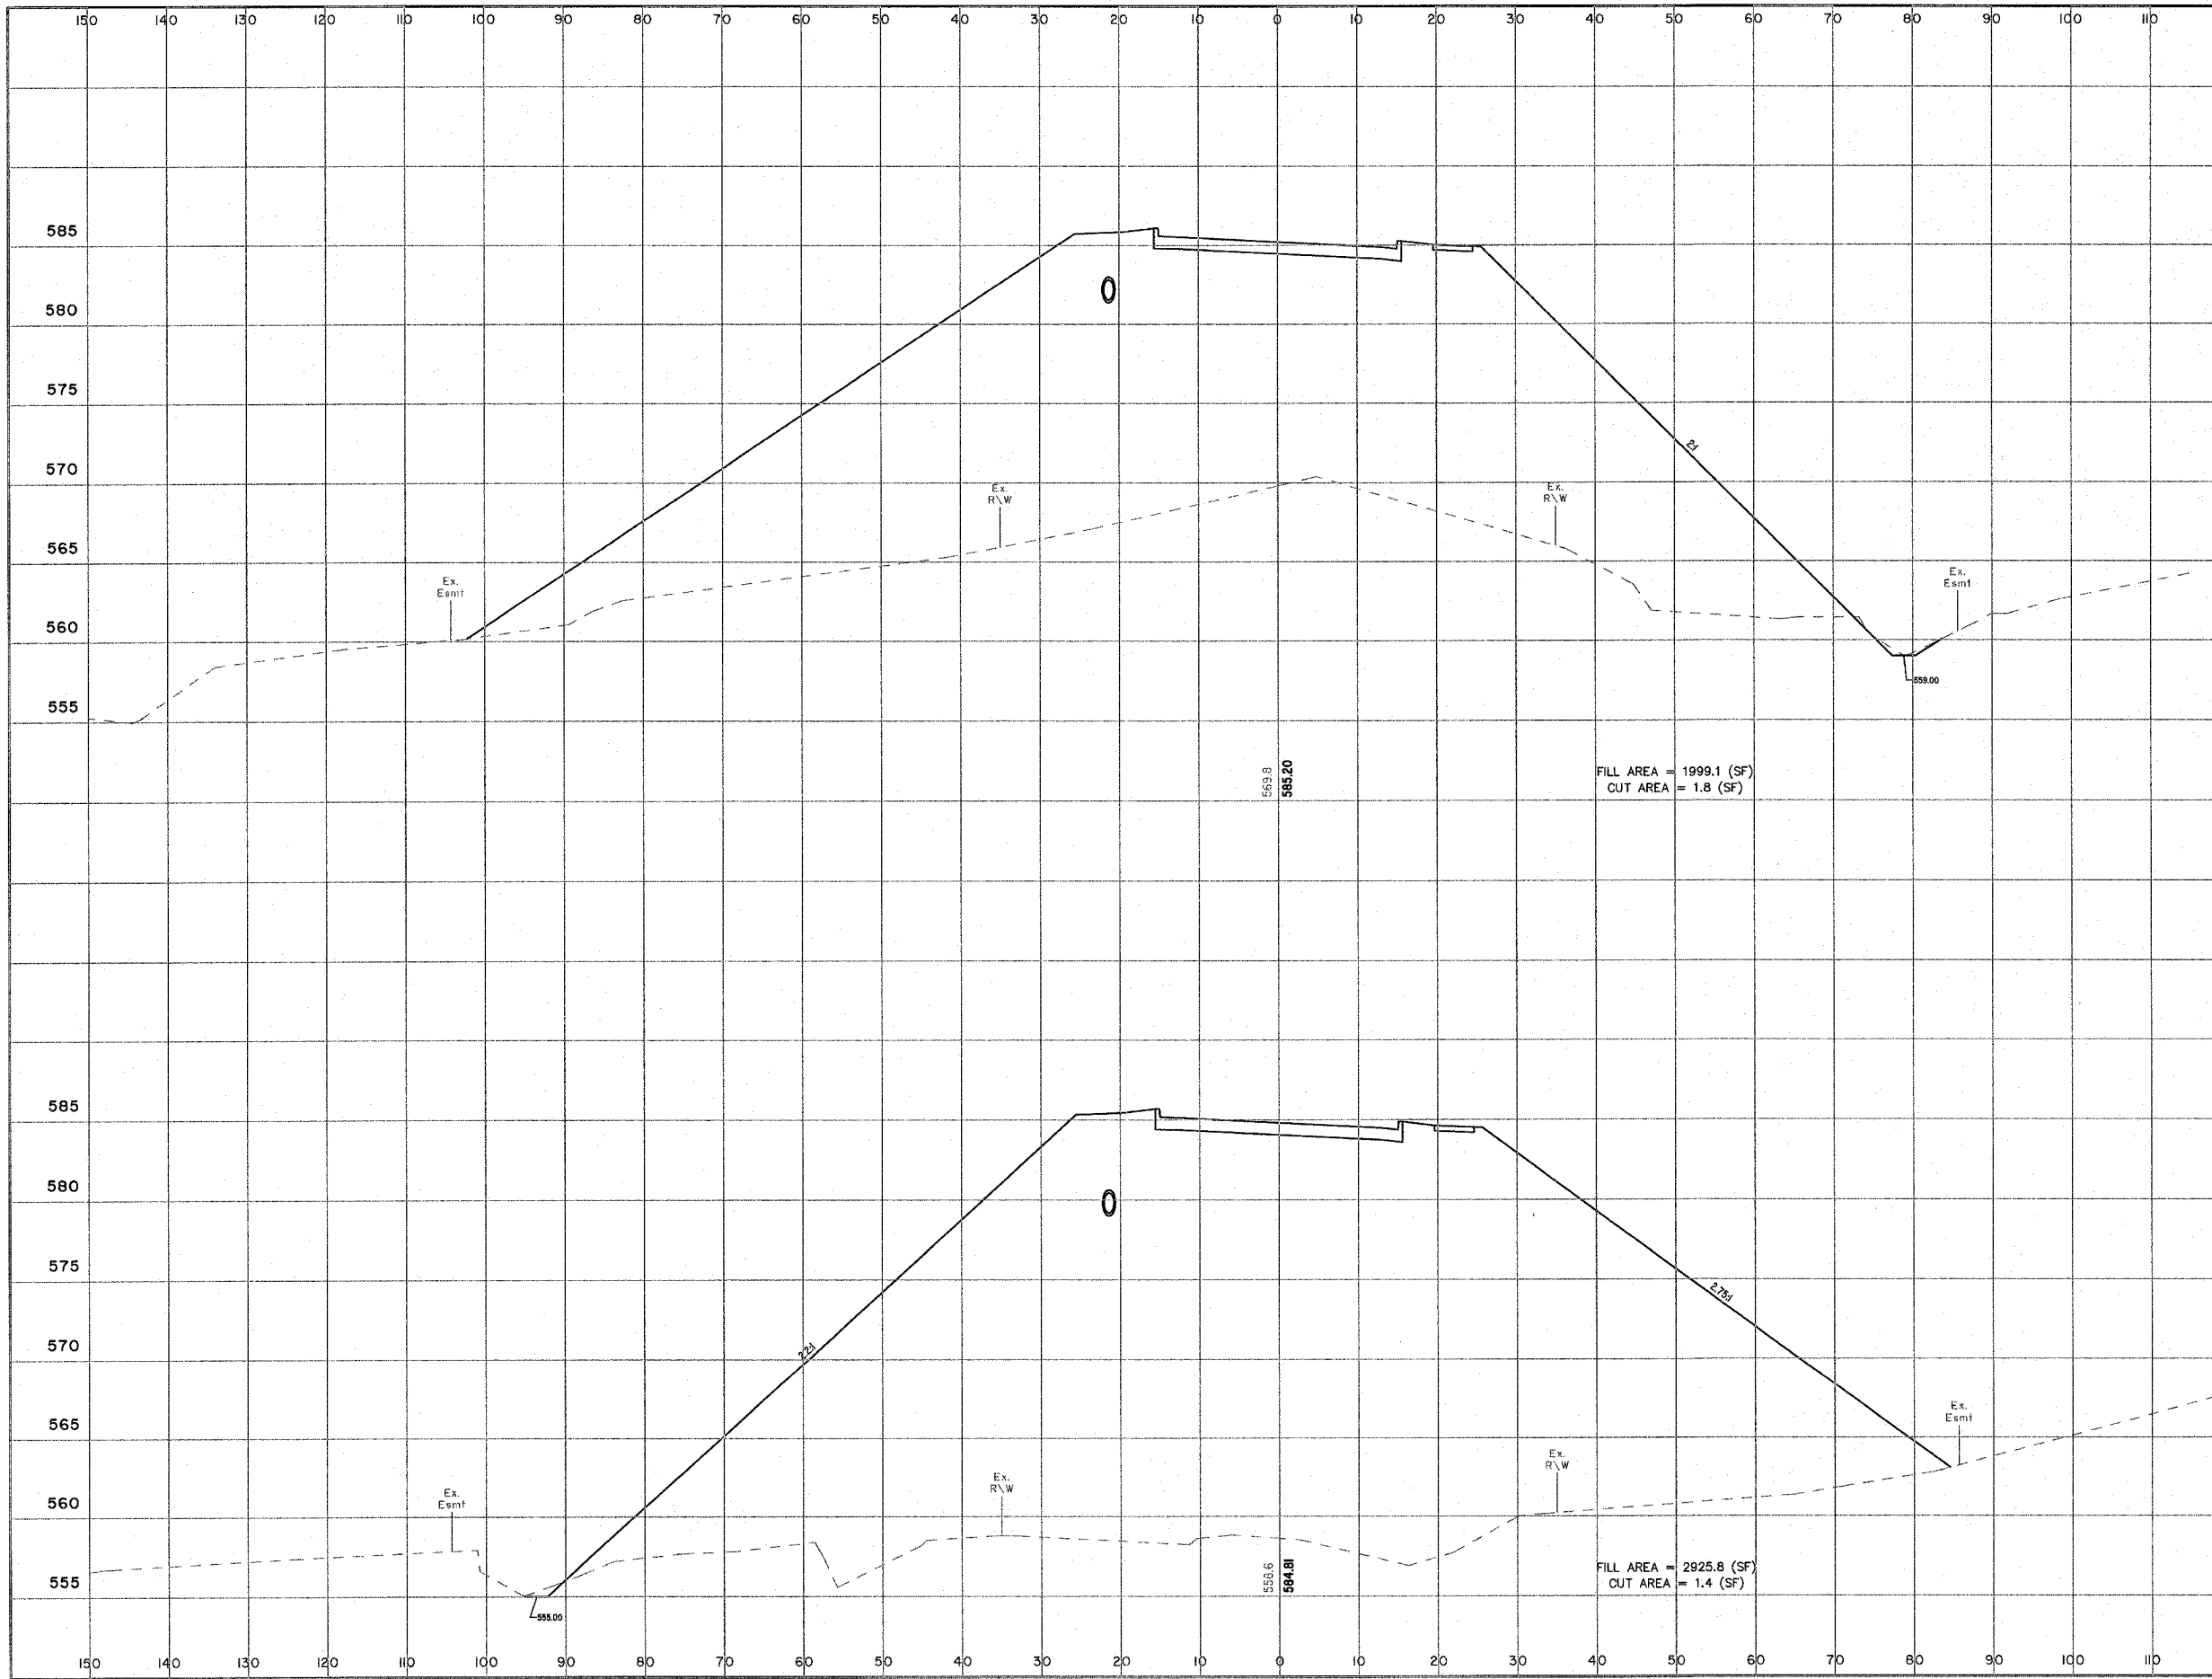 150 140 130 120 110 100 90 80 70 60 50 40 30 20 10 0 10 20 30 40 50 60 70 80 90 100 110
585
580
575
570
Ex.
R\W
Ex.
R\W
2:1
565
Ex.
Esmt
Ex.
Esmt
560
559.00
555
569.8
585.20
FILL AREA = 1999.1 (SF)
CUT AREA = 1.8 (SF)
585
580
575
2.75:1
570
2.2:1
565
Ex.
Esmt
560
Ex.
Esmt
Ex.
R\W
Ex.
R\W
555
555.00
558.6
584.81
FILL AREA = 2925.8 (SF)
CUT AREA = 1.4 (SF)
150 140 130 120 110 100 90 80 70 60 50 40 30 20 10 0 10 20 30 40 50 60 70 80 90 100 110